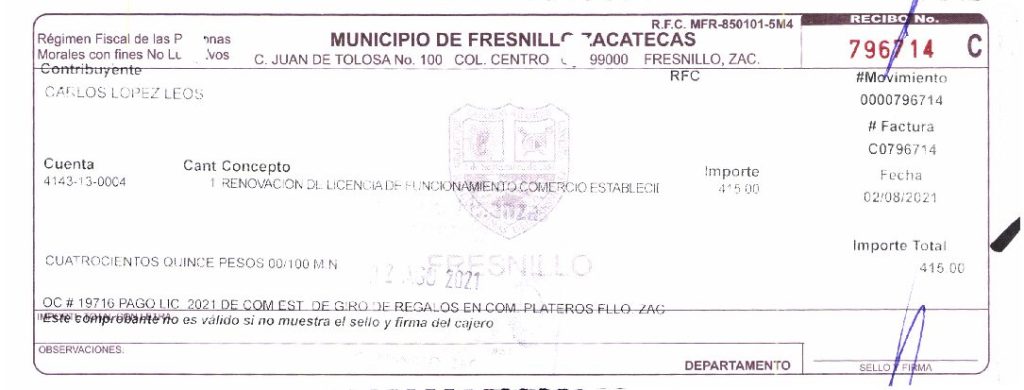 R.F.C. MFR-850101-5M4
RECIBO No.
Régimen Fiscal de las P onas
Morales con fines No Lu vos
MUNICIPIO DE FRESNILLO ZACATECAS
C. JUAN DE TOLOSA No. 100 COL. CENTRO 99000 FRESNILLO, ZAC.
796714 C
Contribuyente
RFC
#Movimiento
CARLOS LOPEZ LEOS
0000796714
# Factura
C0796714
Cuenta
Cant Concepto
Importe
Fecha
4143-13-0004
1 RENOVACION DE LICENCIA DE FUNCIONAMIENTO COMERCIO ESTABLECII
415.00
02/08/2021
Importe Total
CUATROCIENTOS QUINCE PESOS 00/100 M N
FRESNILLO
AGO 2021
415.00
OC # 19716 PAGO LIC 2021 DE COM EST. DE GIRO DE REGALOS EN COM. PLATEROS FLLO. ZAC
Este comprobante no es válido si no muestra el sello y firma del cajero
OBSERVACIONES:
DEPARTAMENTO
SELLO Y FIRMA